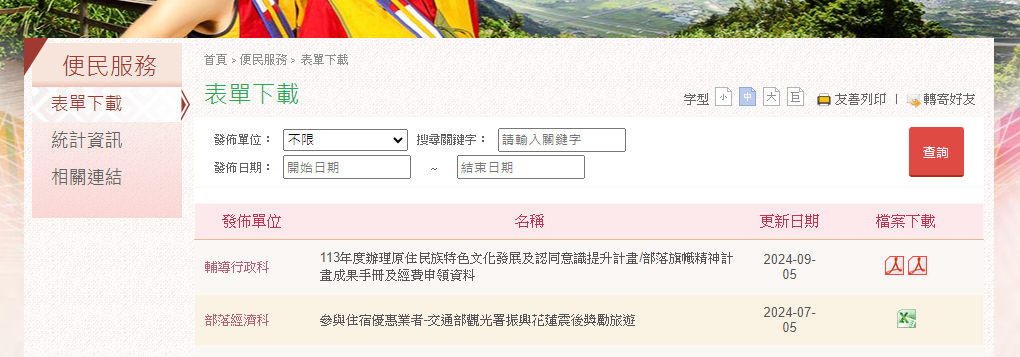 便民服務
表單下載
統計資訊
相關連結
首頁 > 便民服務 > 表單下載
表單下載
字型 小 中 大 巨 友善列印 | 轉寄好友
發佈單位： 不限 搜尋關鍵字： 請輸入關鍵字
發佈日期： 開始日期 ~ 結束日期
查詢
發佈單位 名稱 更新日期 檔案下載
輔導行政科
113年度辦理原住民族特色文化發展及認同意識提升計畫/部落旗幟精神計
畫成果手冊及經費申領資料
2024-09-
05
部落經濟科
參與住宿優惠業者-交通部觀光署振興花蓮震後獎勵旅遊
2024-07-
05